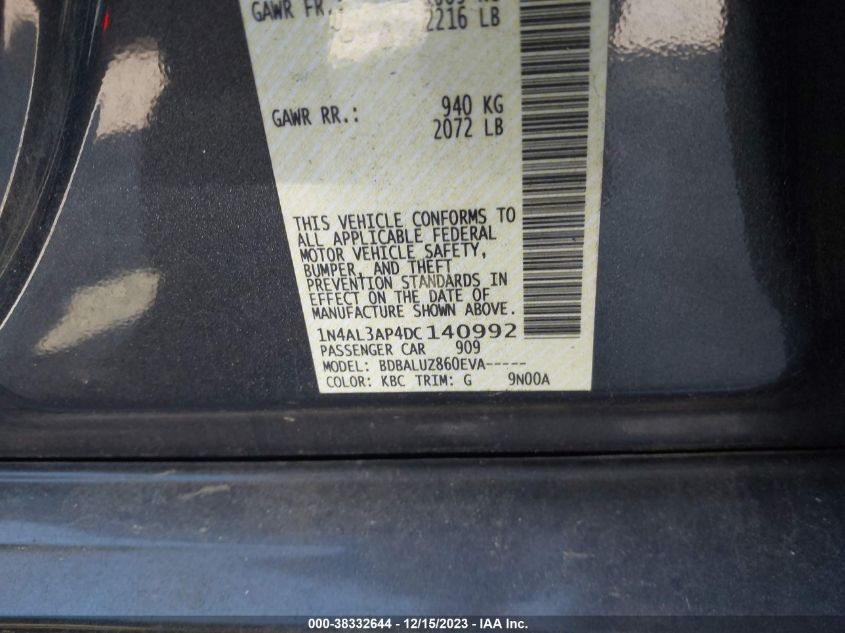 GAWR FR.:
2216 LB
GAWR RR.: 940 KG
2072 LB
THIS VEHICLE CONFORMS TO
ALL APPLICABLE FEDERAL
MOTOR VEHICLE SAFETY,
BUMPER, AND THEFT
PREVENTION STANDARDS IN
EFFECT ON THE DATE OF
MANUFACTURE SHOWN ABOVE.
1N4AL3AP4DC140992
PASSENGER CAR 909
MODEL: BDBALUZ860EVA-----
COLOR: KBC TRIM: G 9N00A
000-38332644 - 12/15/2023 - IAA Inc.